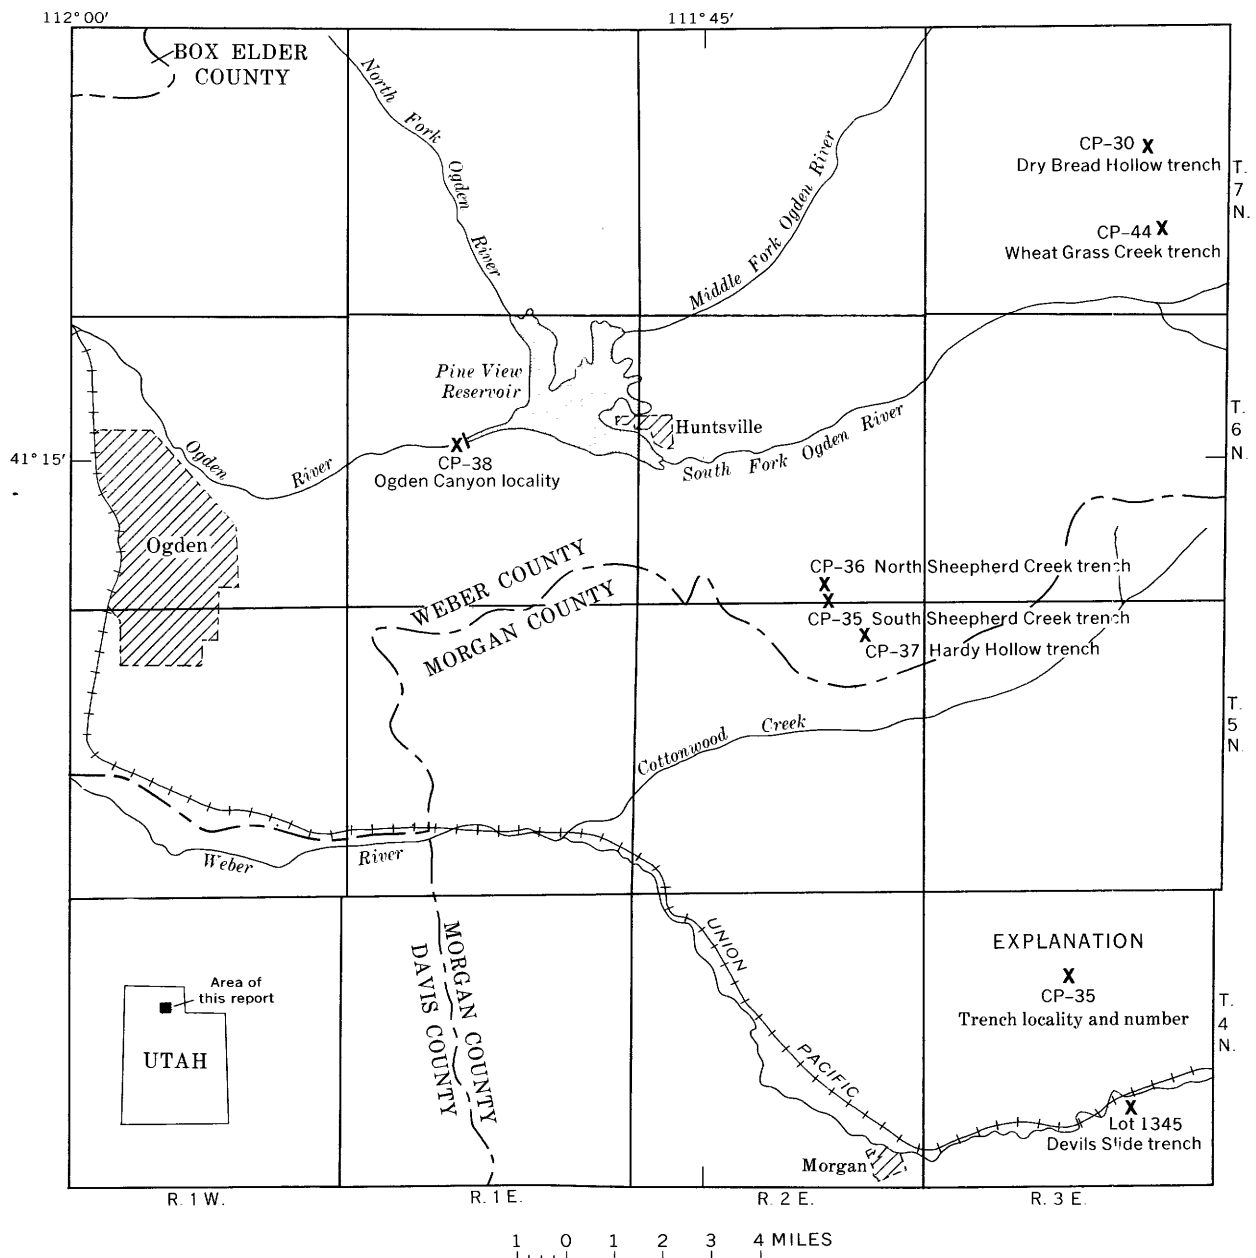 112°00′
111°45′
BOX ELDER
COUNTY
North Fork Ogden River
Middle Fork Ogden River
CP–30 X
Dry Bread Hollow trench
T.
7
N.
CP–44 X
Wheat Grass Creek trench
Pine View
Reservoir
Huntsville
T.
6
N.
41°15′
Ogden River
X
CP–38
Ogden Canyon locality
South Fork Ogden River
Ogden
WEBER COUNTY
MORGAN COUNTY
CP–36 North Sheepherd Creek trench
X
X
CP–35 South Sheepherd Creek trench
X
CP–37 Hardy Hollow trench
T.
5
N.
Cottonwood Creek
Weber River
UNION PACIFIC
MORGAN COUNTY
DAVIS COUNTY
EXPLANATION
X
CP–35
Trench locality and number
T.
4
N.
Area of
this report
UTAH
X
Lot 1345
Devils Slide trench
Morgan
R. 1 W.
R. 1 E.
R. 2 E.
R. 3 E.
1 0 1 2 3 4 MILES